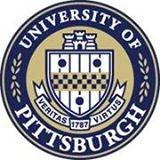 UNIVERSITY OF
PITTSBURGH
VERITAS 1787 VIRTUS